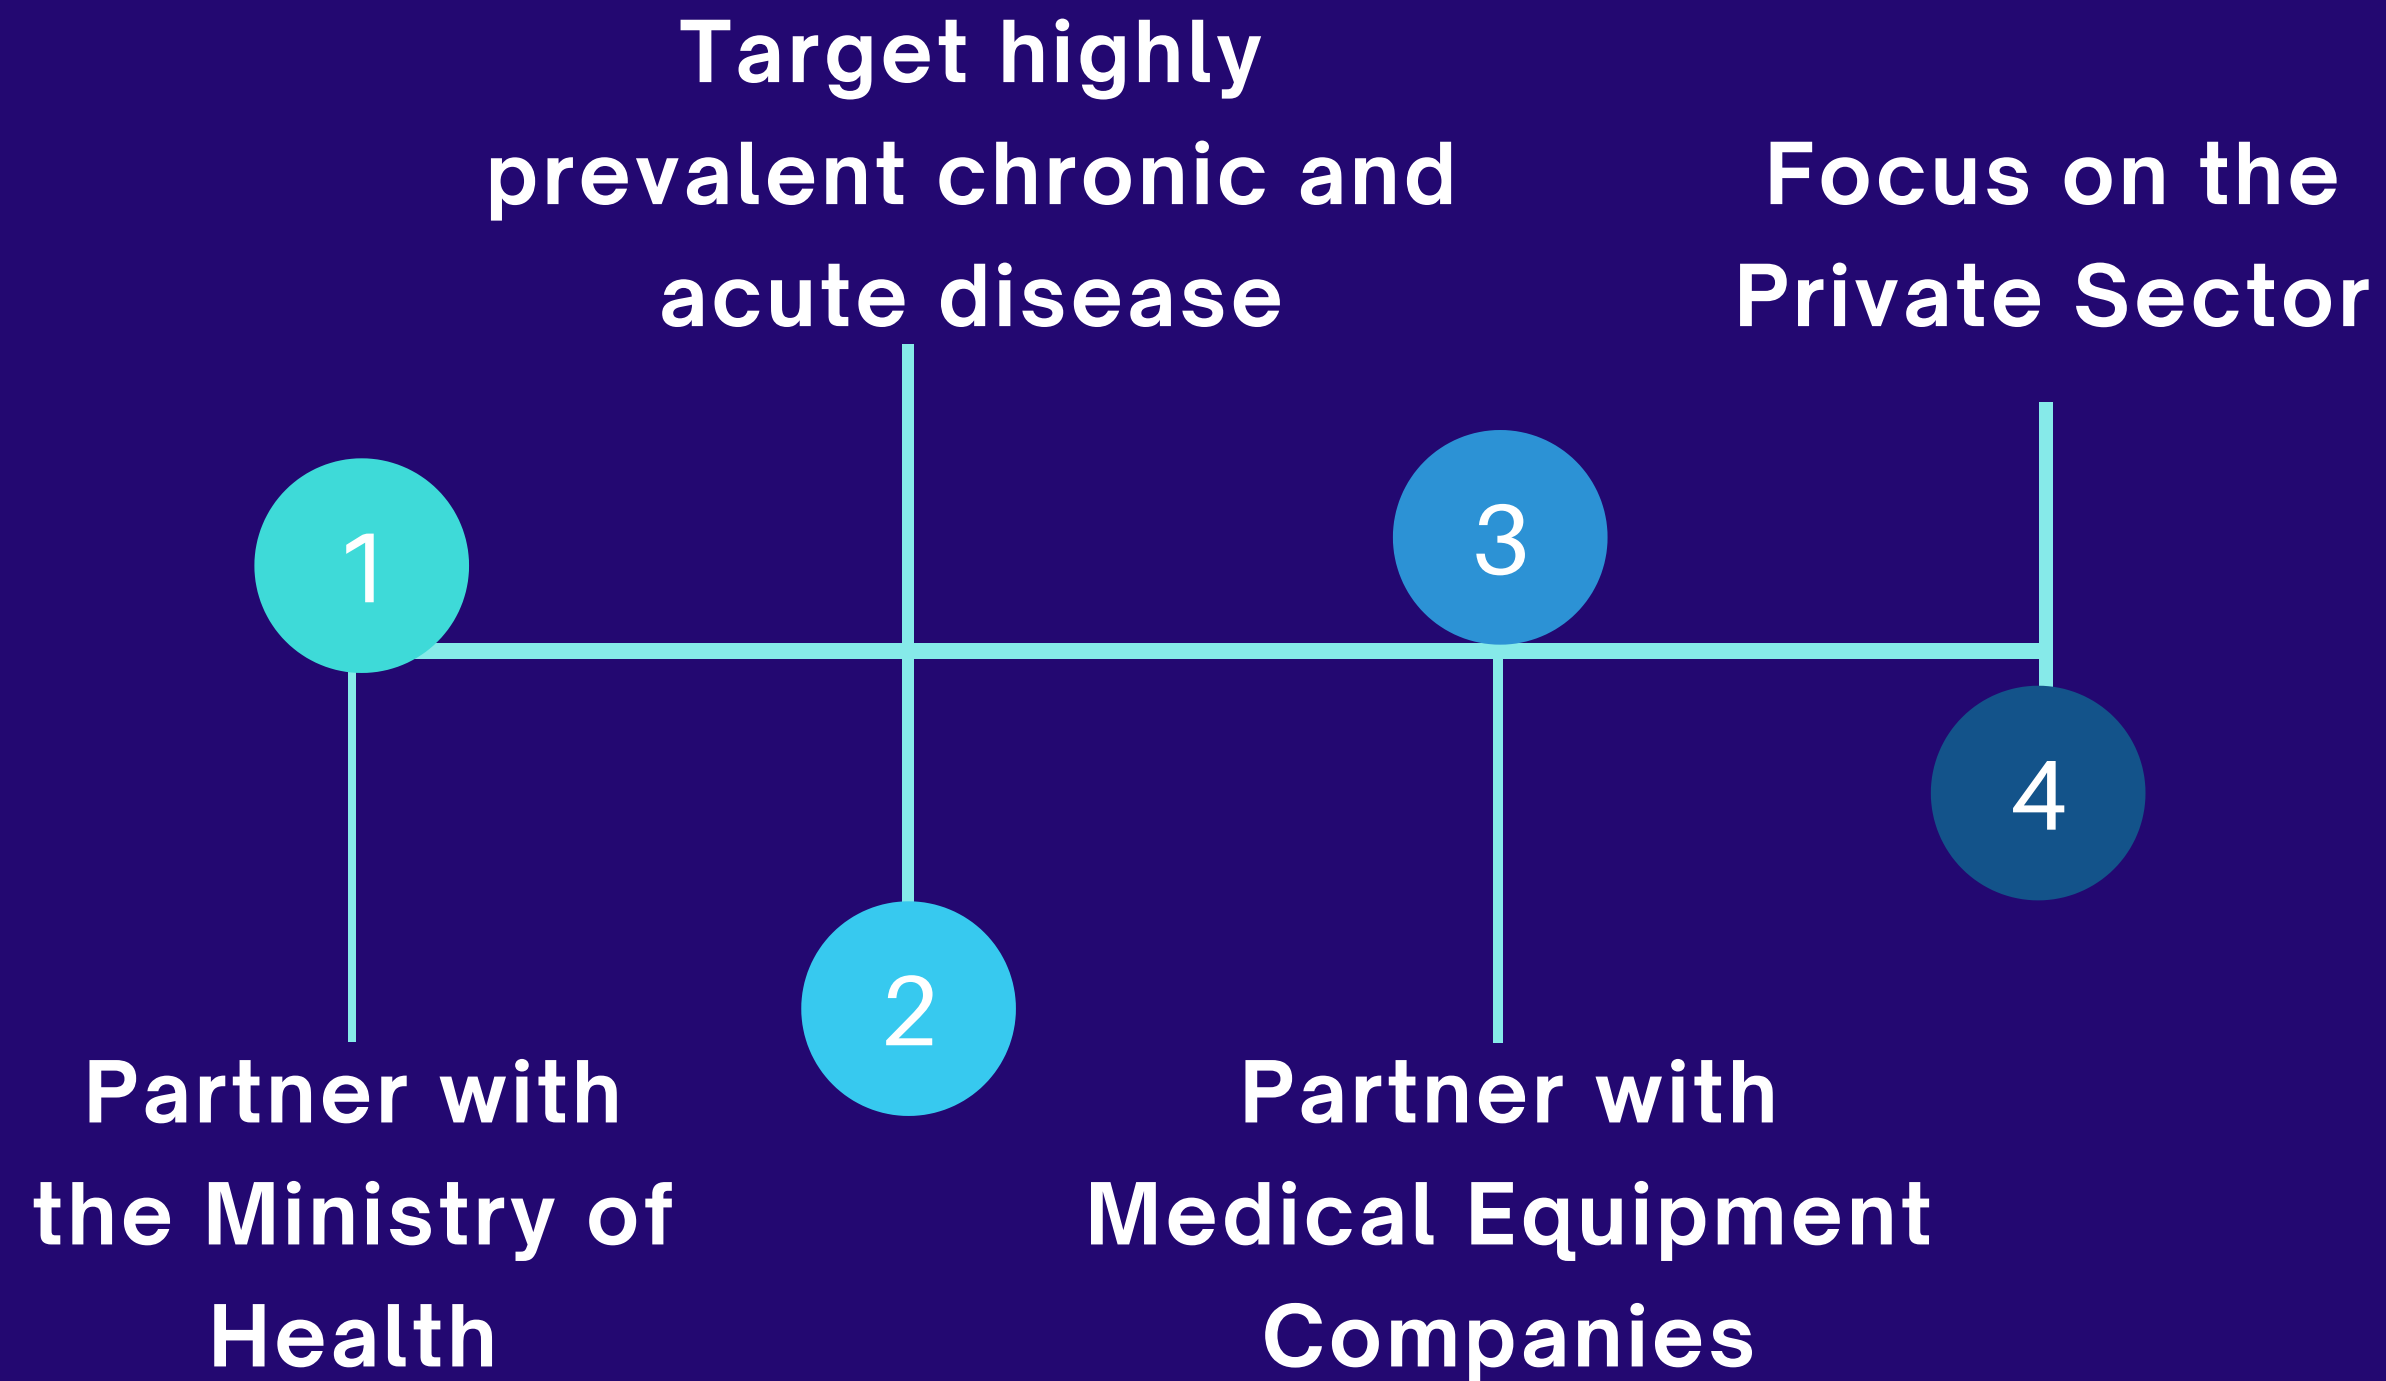 Target highly
prevalent chronic and
acute disease
Focus on the
Private Sector
1
3
4
2
Partner with
the Ministry of
Health
Partner with
Medical Equipment
Companies